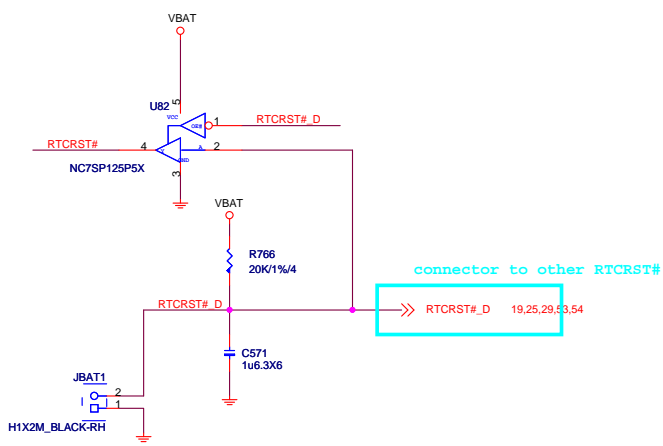 VBAT
U82
5
VCC
OE#
1
RTCRST#_D
RTCRST#
4
Y
A
2
GND
NC7SP125P5X
3
VBAT
R766
20K/1%/4
connector to other RTCRST#
RTCRST#_D
RTCRST#_D 19,25,29,53,54
C571
1u6.3X6
JBAT1
2
1
H1X2M_BLACK-RH